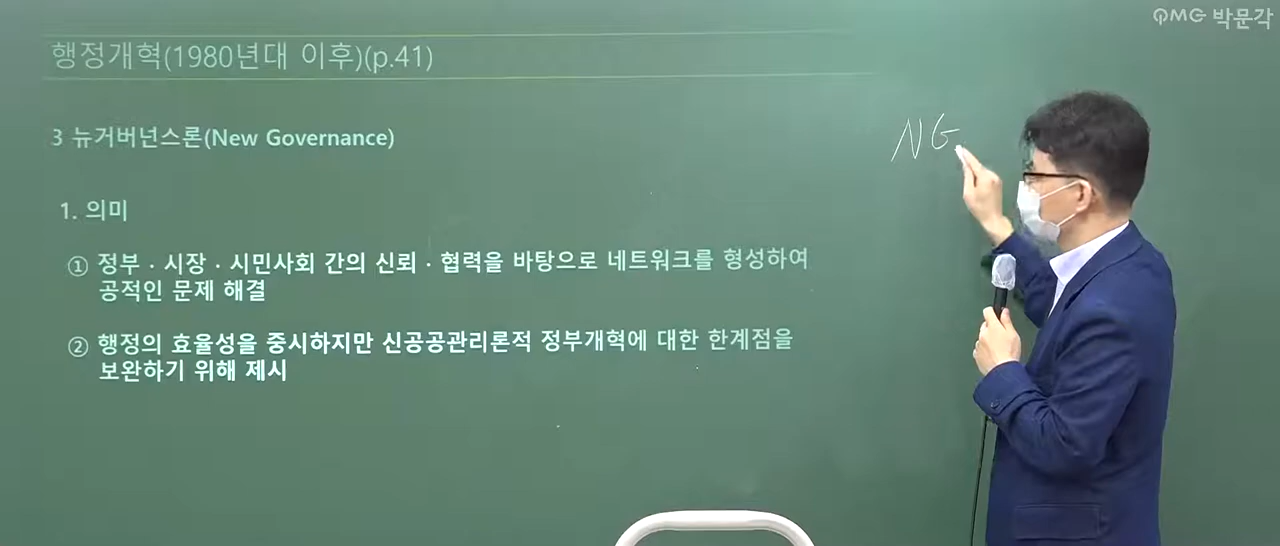 행정개혁(1980년대 이후)(p.41)
3 뉴거버넌스론(New Governance)
1. 의미
① 정부 · 시장 · 시민사회 간의 신뢰 · 협력을 바탕으로 네트워크를 형성하여
공적인 문제 해결
② 행정의 효율성을 중시하지만 신공공관리론적 정부개혁에 대한 한계점을
보완하기 위해 제시
NG
PMG 박문각